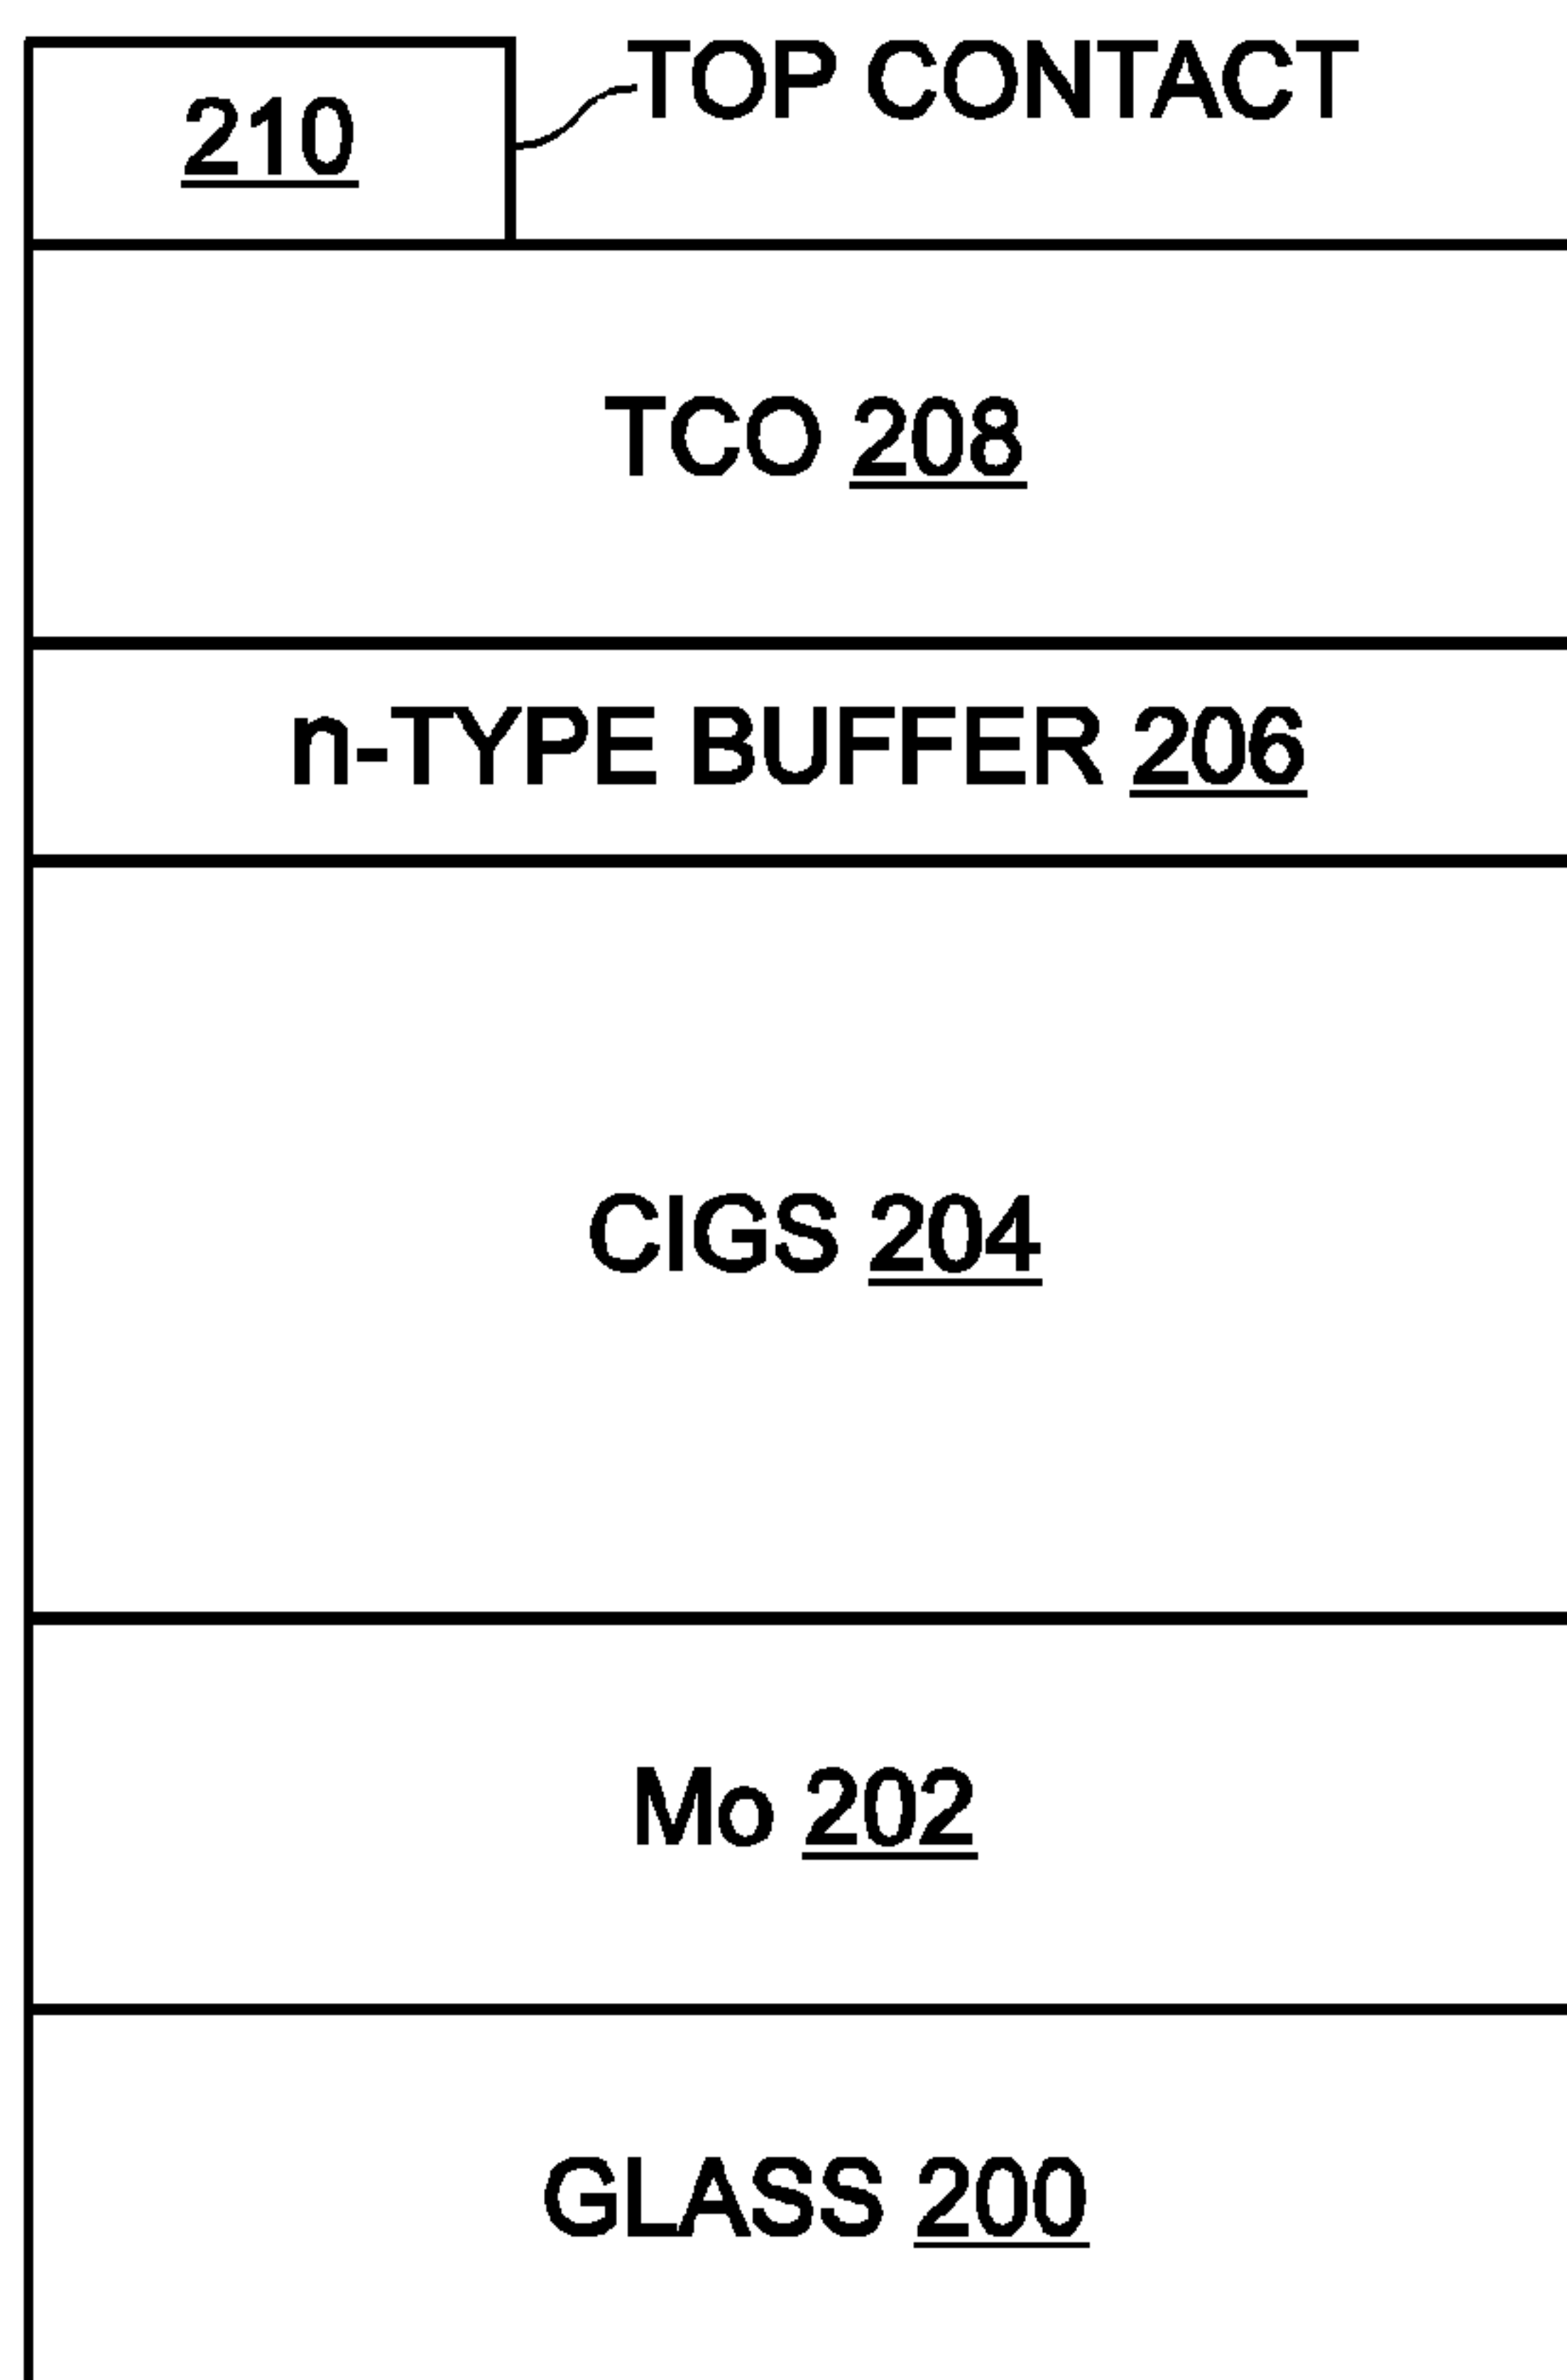 TOP CONTACT
210
TCO 208
n-TYPE BUFFER 206
CIGS 204
Mo 202
GLASS 200